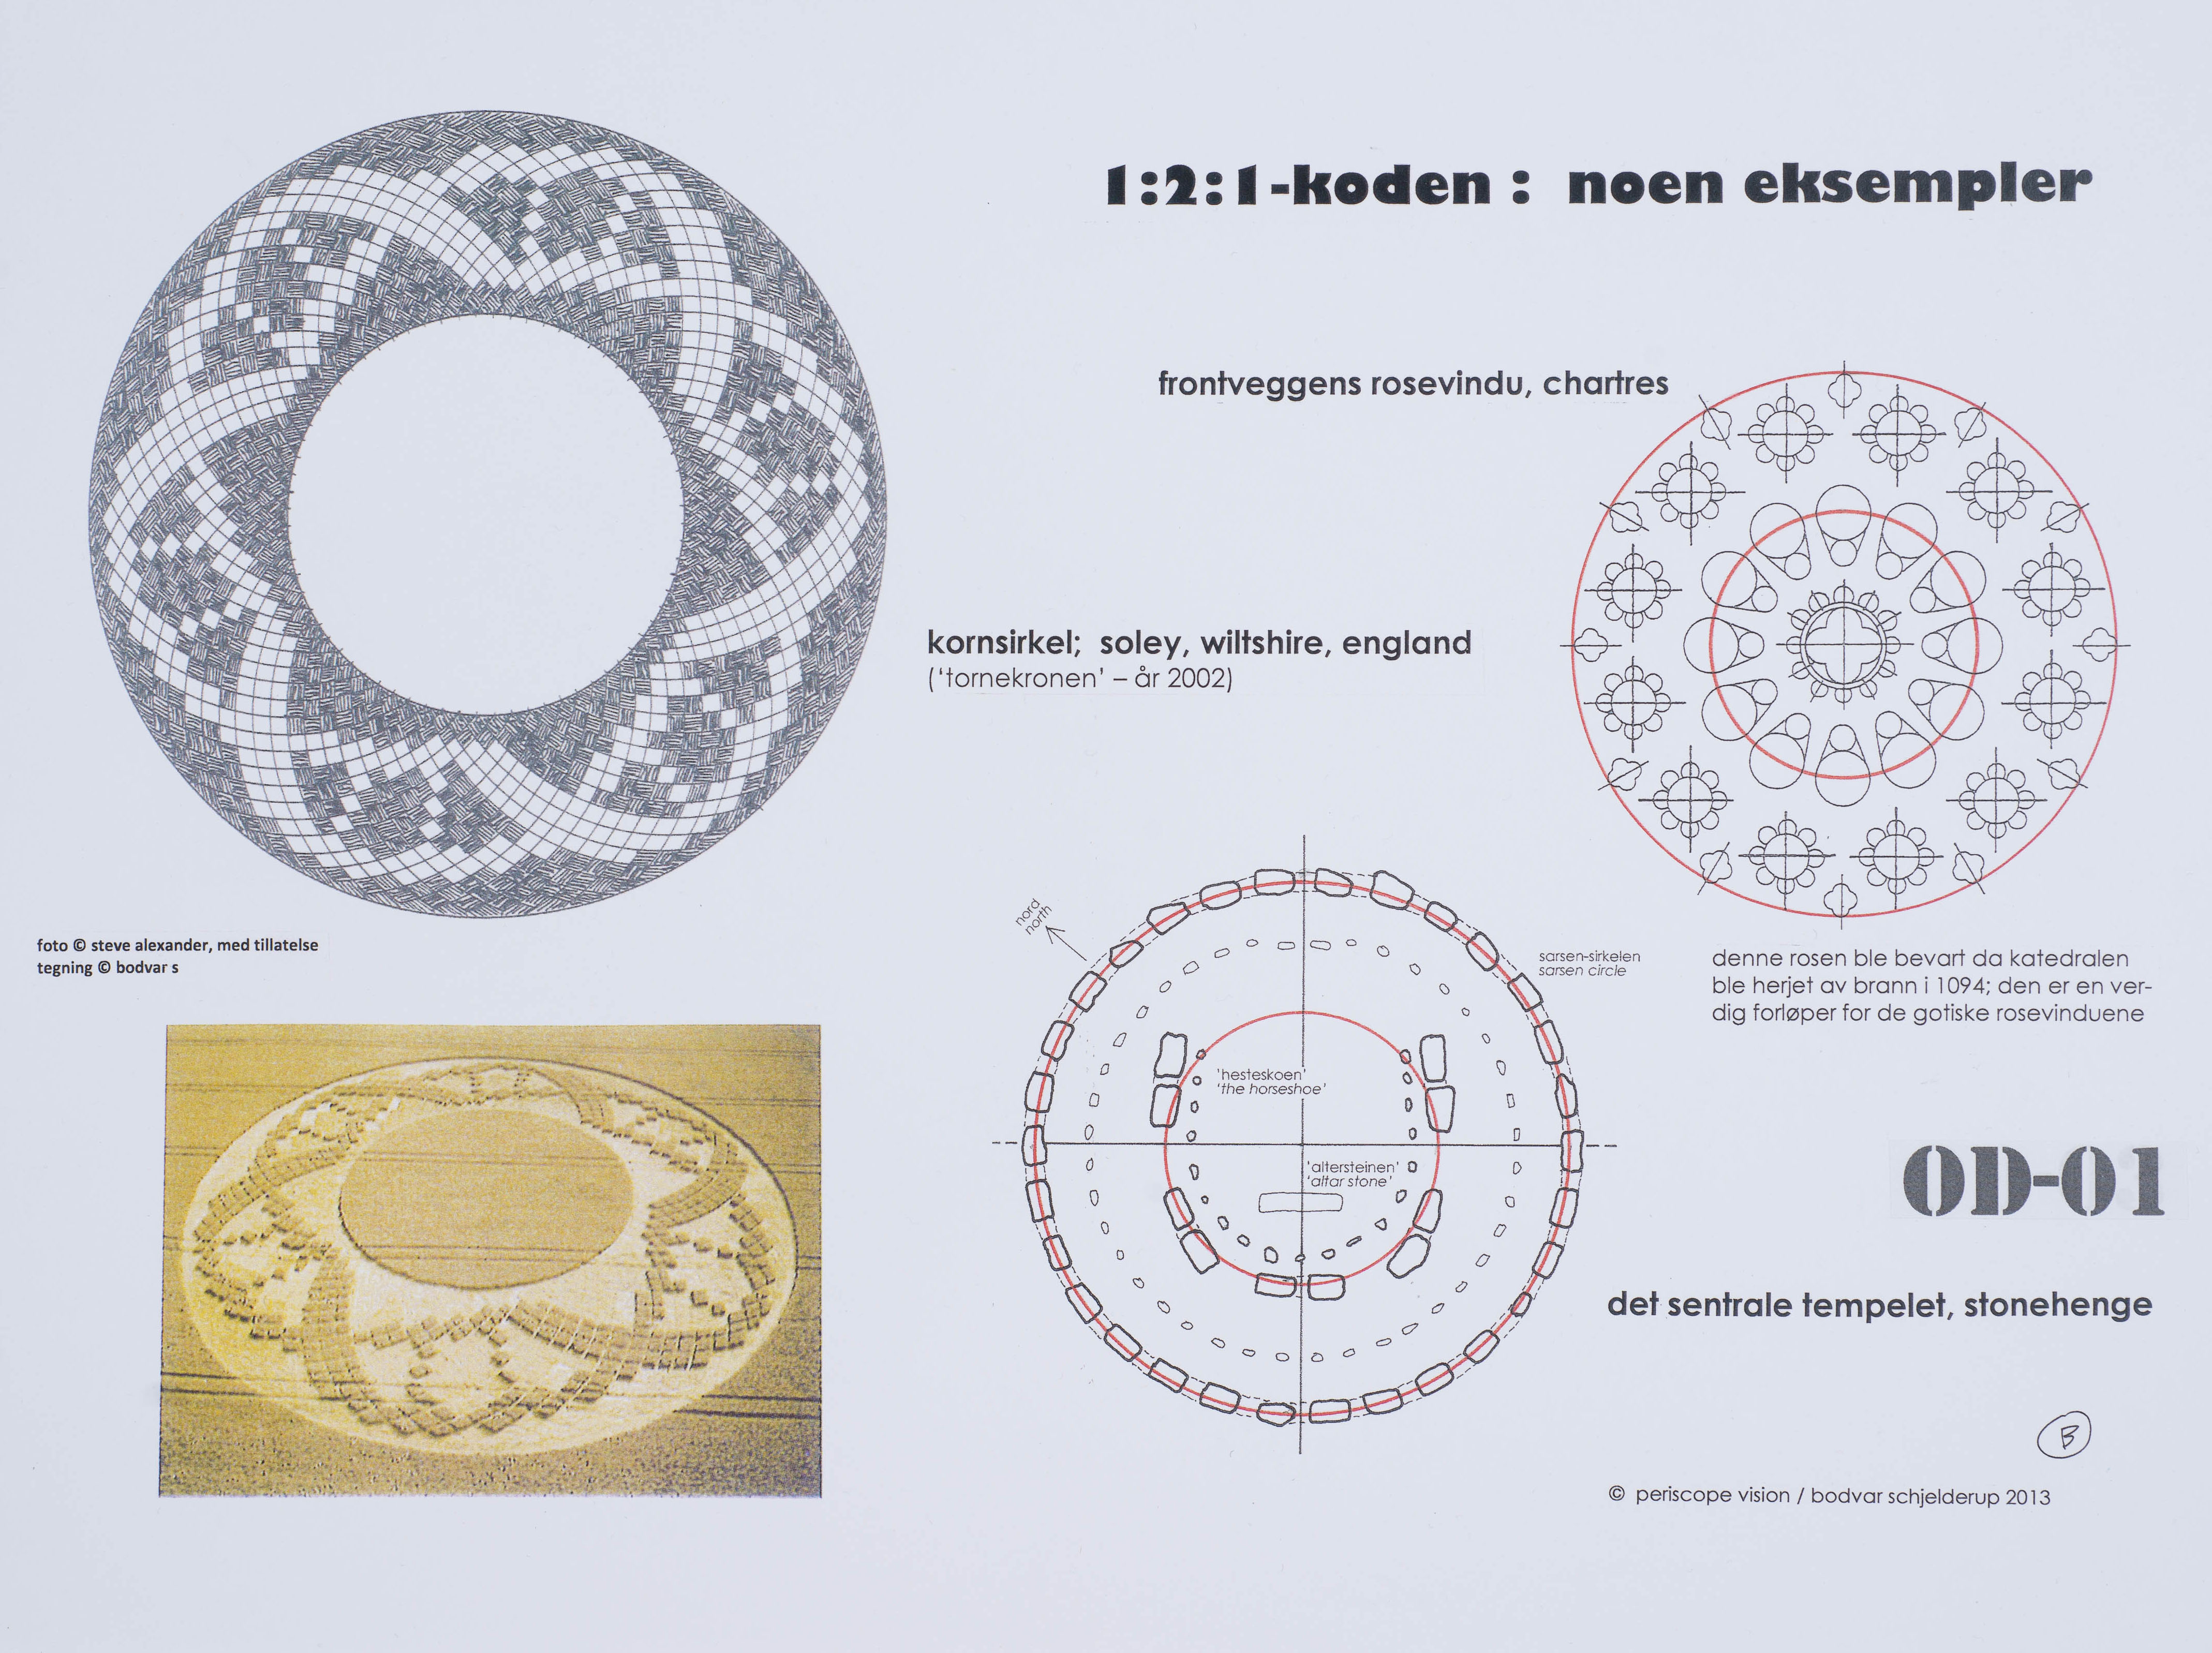 1:2:1-koden : noen eksempler
frontveggens rosevindu, chartres
kornsirkel; soley, wiltshire, england
('tornekronen' – år 2002)
foto © steve alexander, med tillatelse
tegning © bodvar s
nord
north
sarsen-sirkelen
sarsen circle
denne rosen ble bevart da katedralen
ble herjet av brann i 1094; den er en ver-
dig forløper for de gotiske rosevinduene
'hesteskoen'
'the horseshoe'
'altersteinen'
'altar stone'
OD-01
det sentrale tempelet, stonehenge
B
© periscope vision / bodvar schjelderup 2013